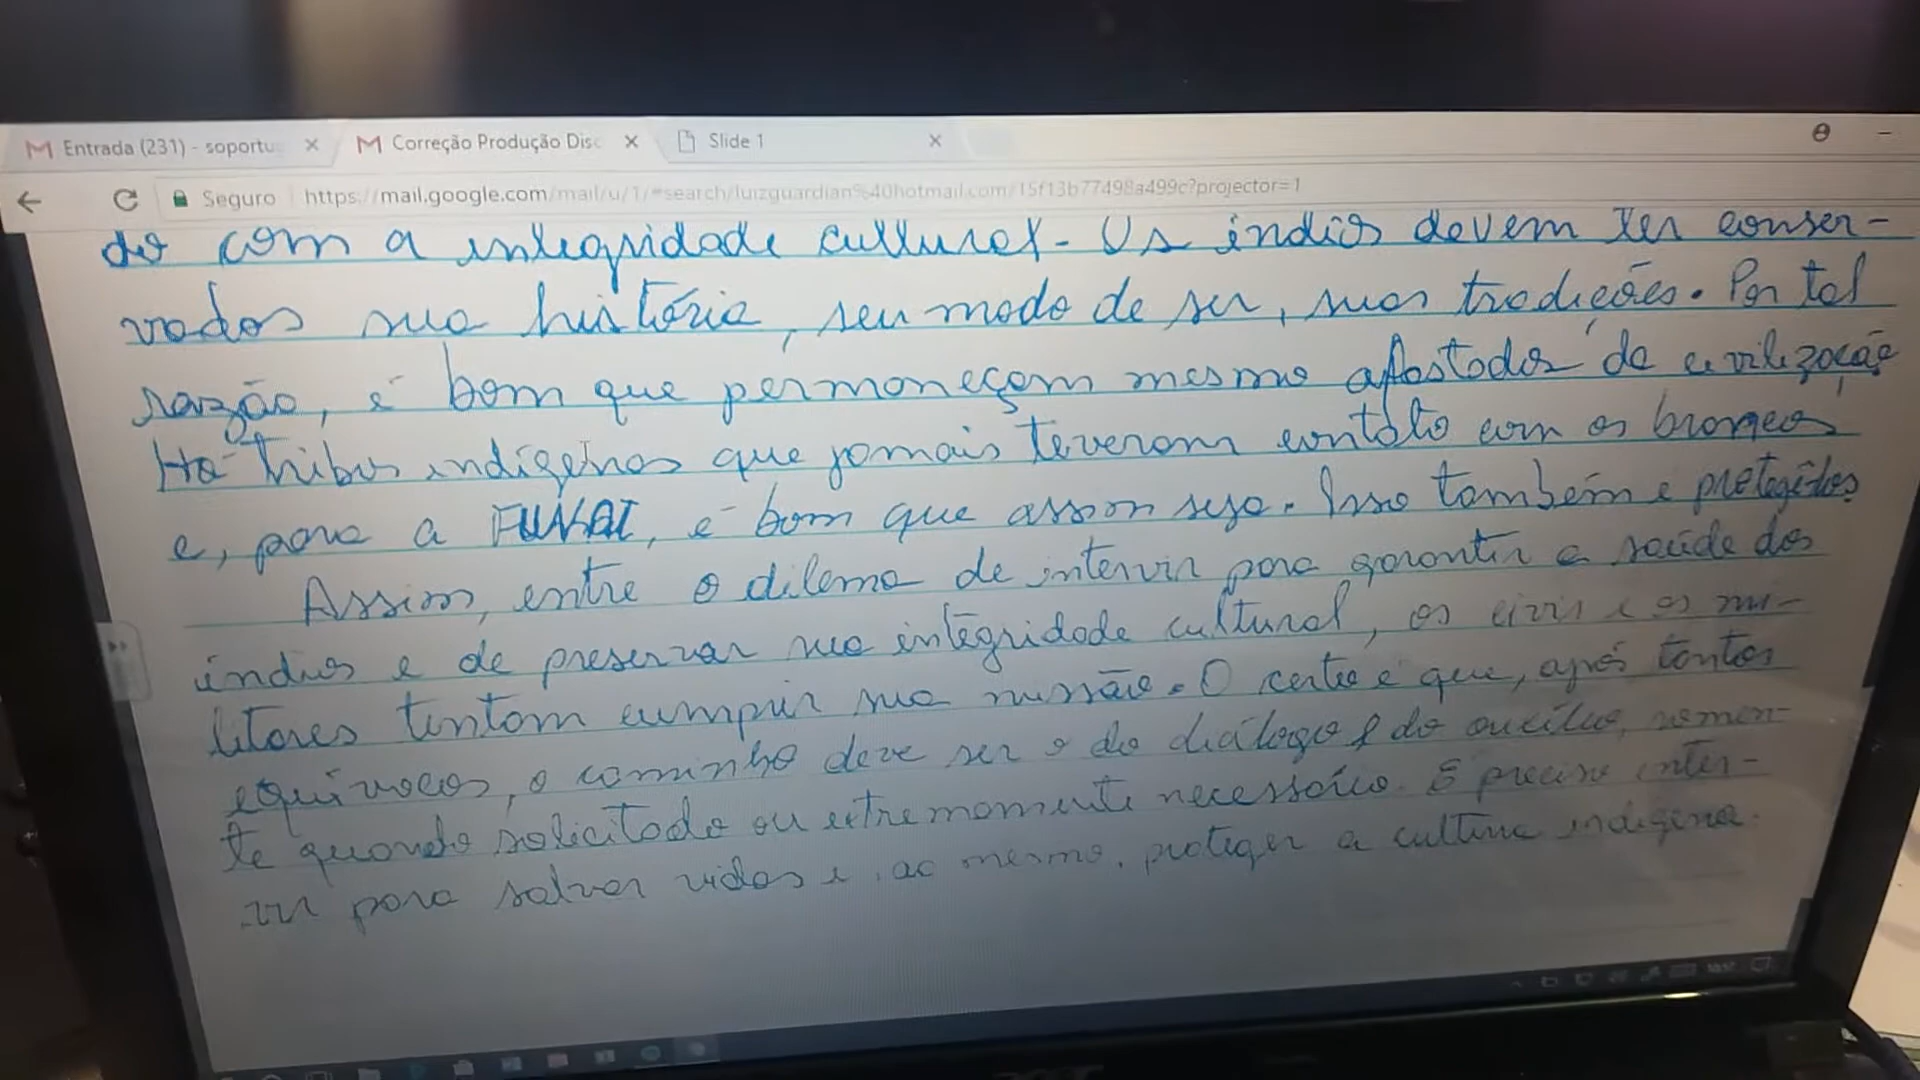 Entrada (231) - soportu
Correção Produção Disc
Slide 1
Seguro
https://mail.google.com/mail/u/1/#search/luizguardian%40hotmail.com/15f13b77498a499c?projector=1
do com a integridade cultural. Os índios devem ter conser-
vados sua história, seu modo de ser, suas tradições. Por tal
razão, é bom que permaneçam mesmo afastados da civilização
Há tribos indígenas que jamais tiveram contato com os brancos
e, para a FUNAI, é bom que assim seja. Isso também é protegê-los
Assim, entre o dilema de intervir para garantir a saúde dos
índios e de preservar sua integridade cultural, os civis e os mi-
litares tentam cumprir sua missão. O certo é que, após tantos
equívocos, o caminho deve ser o do diálogo e do auxílio, somen-
te quando solicitado ou extremamente necessário. É preciso inter-
vir para salvar vidas e, ao mesmo, proteger a cultura indígena.